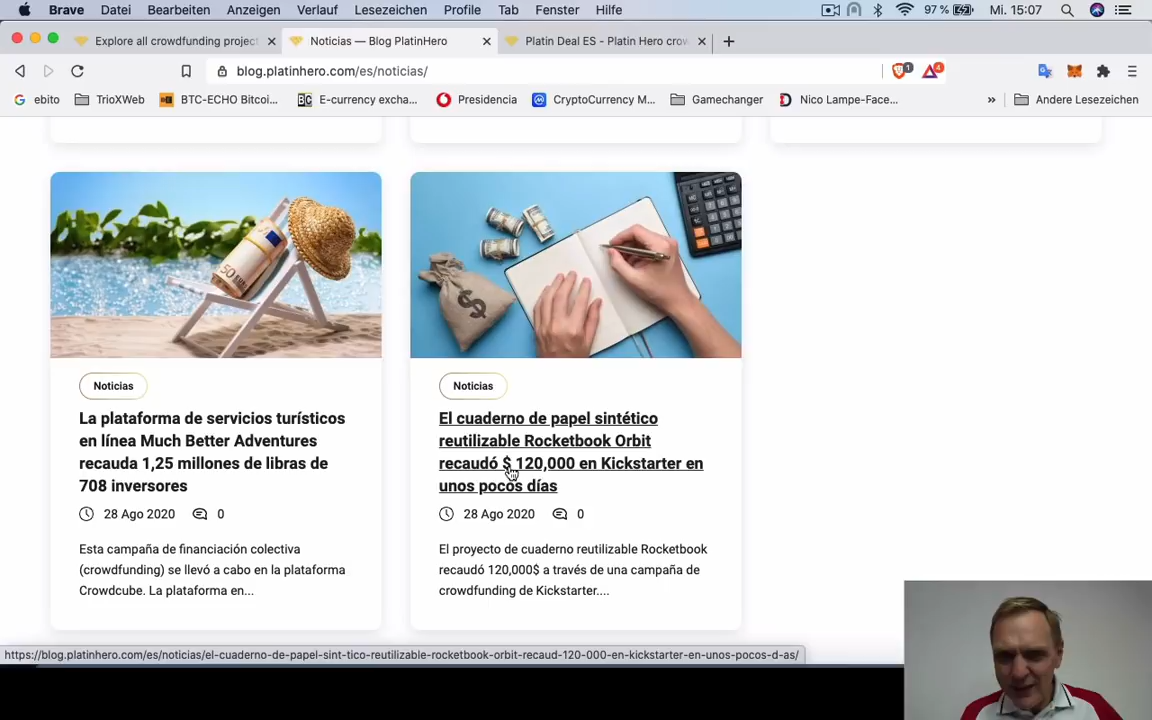 Brave Datei Bearbeiten Anzeigen Verlauf Lesezeichen Profile Tab Fenster Hilfe 97 % Mi. 15:07
Explore all crowdfunding project Noticias — Blog PlatinHero Platin Deal ES - Platin Hero crow
blog.platinhero.com/es/noticias/ 1 4
G ebito TrioXWeb BTC-ECHO Bitcoi... BC E-currency excha... Presidencia CryptoCurrency M... Gamechanger Nico Lampe-Face... » Andere Lesezeichen
50
$
Noticias
La plataforma de servicios turísticos
en línea Much Better Adventures
recauda 1,25 millones de libras de
708 inversores
28 Ago 2020 0
Esta campaña de financiación colectiva
(crowdfunding) se llevó a cabo en la plataforma
Crowdcube. La plataforma en...
Noticias
El cuaderno de papel sintético
reutilizable Rocketbook Orbit
recaudó $ 120,000 en Kickstarter en
unos pocos días
28 Ago 2020 0
El proyecto de cuaderno reutilizable Rocketbook
recaudó 120,000$ a través de una campaña de
crowdfunding de Kickstarter....
https://blog.platinhero.com/es/noticias/el-cuaderno-de-papel-sint-tico-reutilizable-rocketbook-orbit-recaud-120-000-en-kickstarter-en-unos-pocos-d-as/